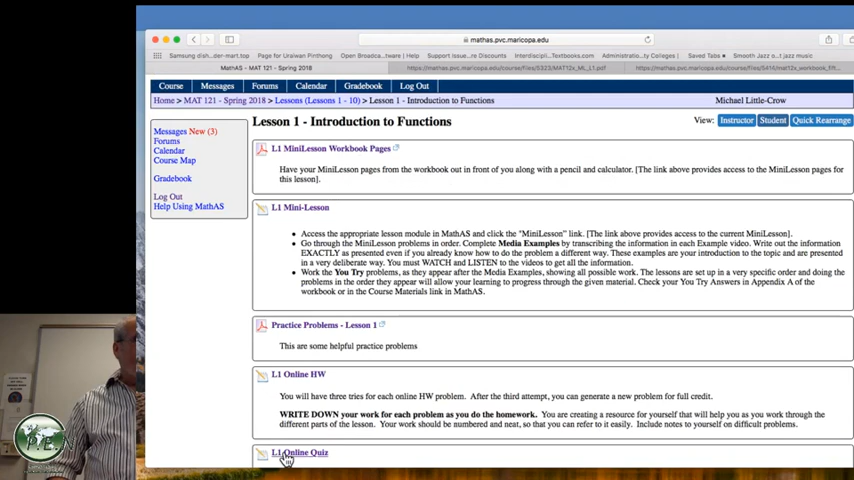 mathas.pvc.maricopa.edu
Samsung dish...der-mart.top Page for Uraiwan Pinthong Open Broadca...r: Help Support Issue...re Discounts Interdiscipl...Textbooks.com Administratio...ty Colleges ) Saved Tabs Smooth Jazz o...t jazz music
MathAS - MAT 121 - Spring 2018 https://mathas.pvc.maricopa.edu/course/files/5323/MAT12x_ML_L1.pdf
Course Messages Forums Calendar Gradebook Log Out
Home > MAT 121 - Spring 2018 > Lessons (Lessons 1 - 10) > Lesson 1 - Introduction to Functions Michael Little-Crow
Messages New (3)
Forums
Calendar
Course Map
Gradebook
Log Out
Help Using MathAS
Lesson 1 - Introduction to Functions
View: Instructor Student Quick Rearrange
L1 MiniLesson Workbook Pages
Have your MiniLesson pages from the workbook out in front of you along with a pencil and calculator. [The link above provides access to the MiniLesson pages for
this lesson].
L1 Mini-Lesson
• Access the appropriate lesson module in MathAS and click the "MiniLesson" link. [The link above provides access to the current MiniLesson].
• Go through the MiniLesson problems in order. Complete Media Examples by transcribing the information in each Example video. Write out the information
EXACTLY as presented even if you already know how to do the problem a different way. These examples are your introduction to the topic and are presented
in a very deliberate way. You must WATCH and LISTEN to the videos to get all the information.
• Work the You Try problems, as they appear after the Media Examples, showing all possible work. The lessons are set up in a very specific order and doing the
problems in the order they appear will allow your learning to progress through the given material. Check your You Try Answers in Appendix A of the
workbook or in the Course Materials link in MathAS.
Practice Problems - Lesson 1
This are some helpful practice problems
L1 Online HW
You will have three tries for each online HW problem. After the third attempt, you can generate a new problem for full credit.
WRITE DOWN your work for each problem as you do the homework. You are creating a resource for yourself that will help you as you work through the
different parts of the lesson. Your work should be numbered and neat, so that you can refer to it easily. Include notes to yourself on difficult problems.
L1 Online Quiz
P.E.N